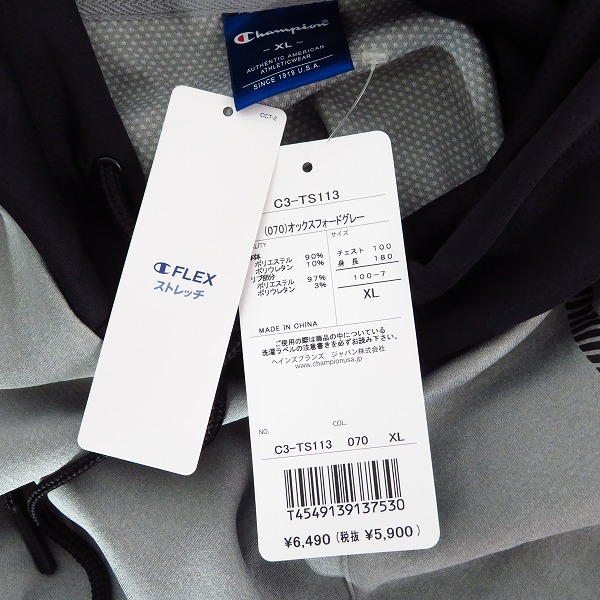 Champion
- XL -
AUTHENTIC AMERICAN
ATHLETICWEAR
SINCE 1919 U.S.A.
CCT-2
FLEX
ストレッチ
C3-TS113
(070)オックスフォードグレー
サイズ
ポリエステル 90%
ポリウレタン 10%
リブ部分 97%
ポリエステル
ポリウレタン 3%
チェスト 100
身長 180
100-7
XL
MADE IN CHINA
ご使用の際は商品の中についている
洗濯ラベルの注意書きを必ずお読み下さい。
ヘインズブランズ ジャパン株式会社
www.championusa.jp
NO. COL.
C3-TS113 070 XL
T4549139137530
¥6,490(税抜 ¥5,900)